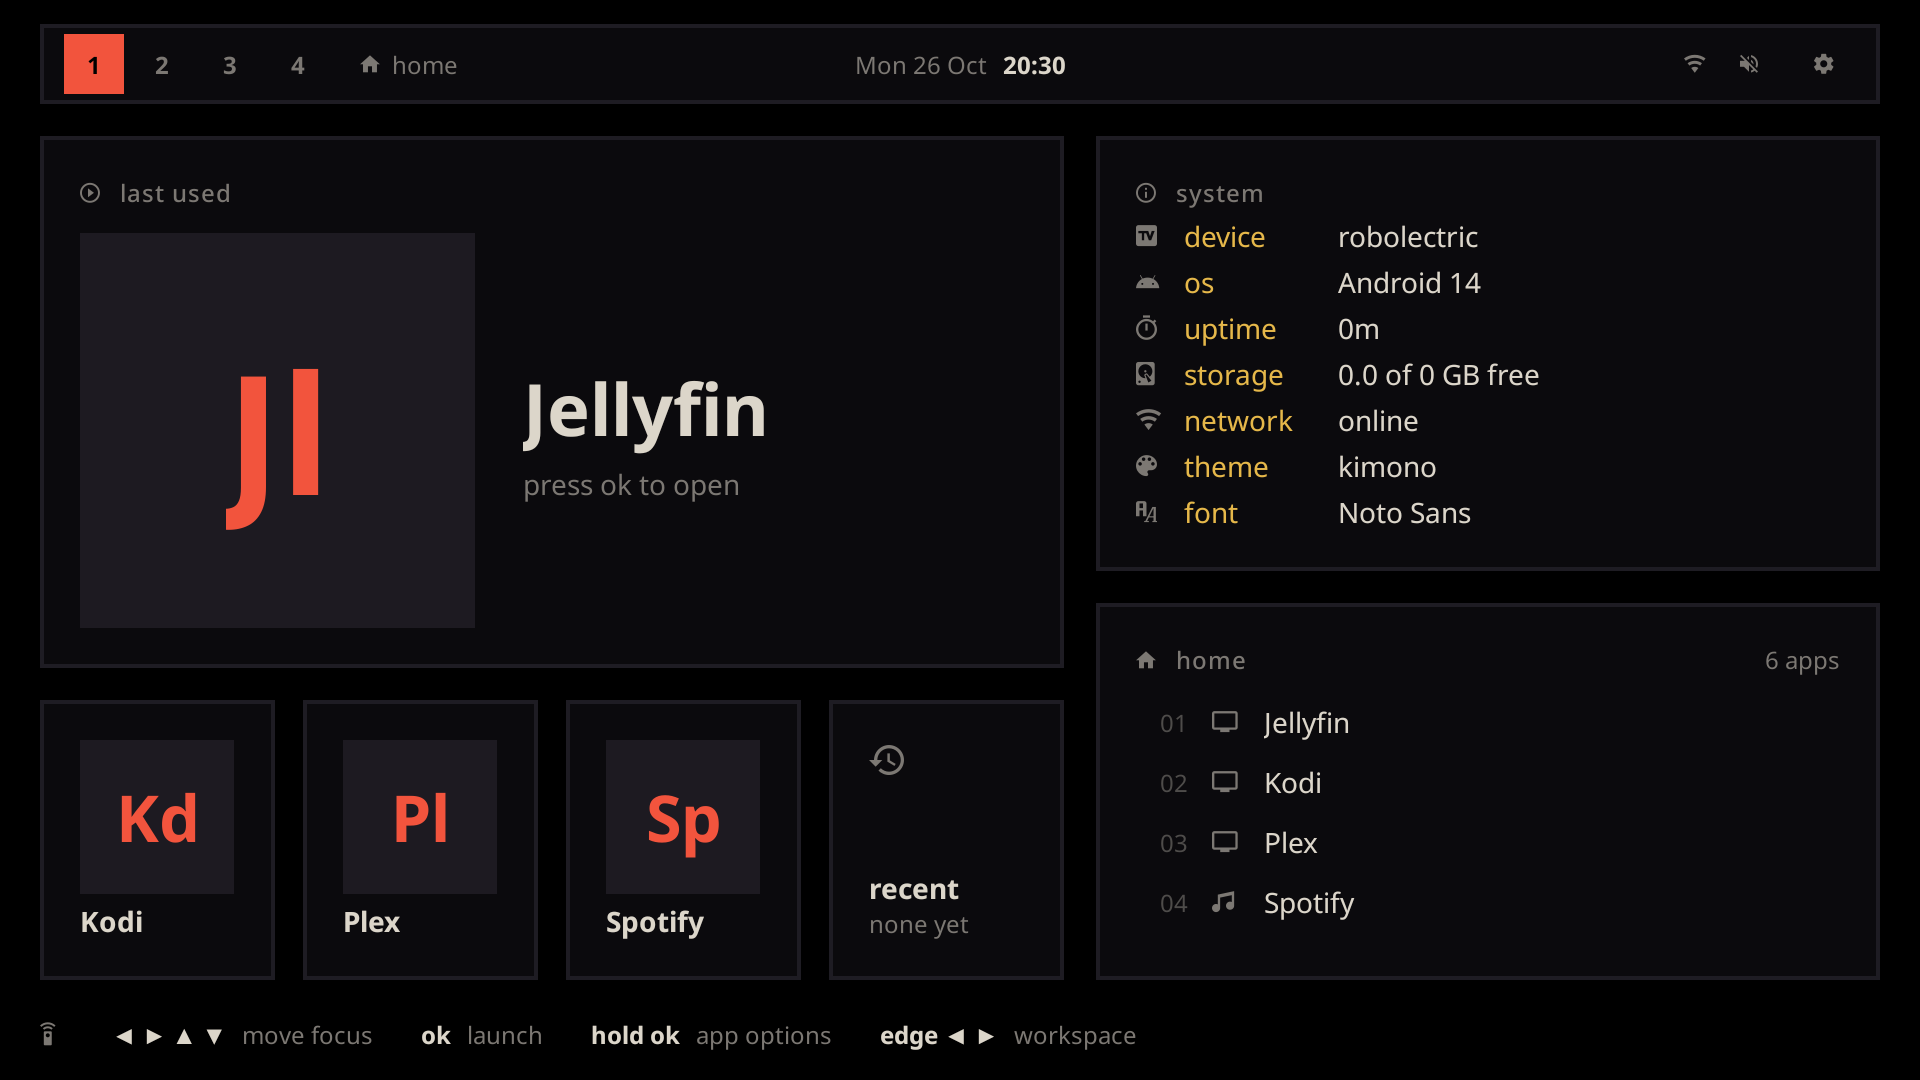 1 2 3 4 home Mon 26 Oct 20:30
last used
Jl
Jellyfin
press ok to open
Kd
Kodi
Pl
Plex
Sp
Spotify
recent
none yet
system
TV device robolectric
os Android 14
uptime 0m
storage 0.0 of 0 GB free
network online
theme kimono
font Noto Sans
home 6 apps
01 Jellyfin
02 Kodi
03 Plex
04 Spotify
◀ ▶ ▲ ▼ move focus ok launch hold ok app options edge ◀ ▶ workspace